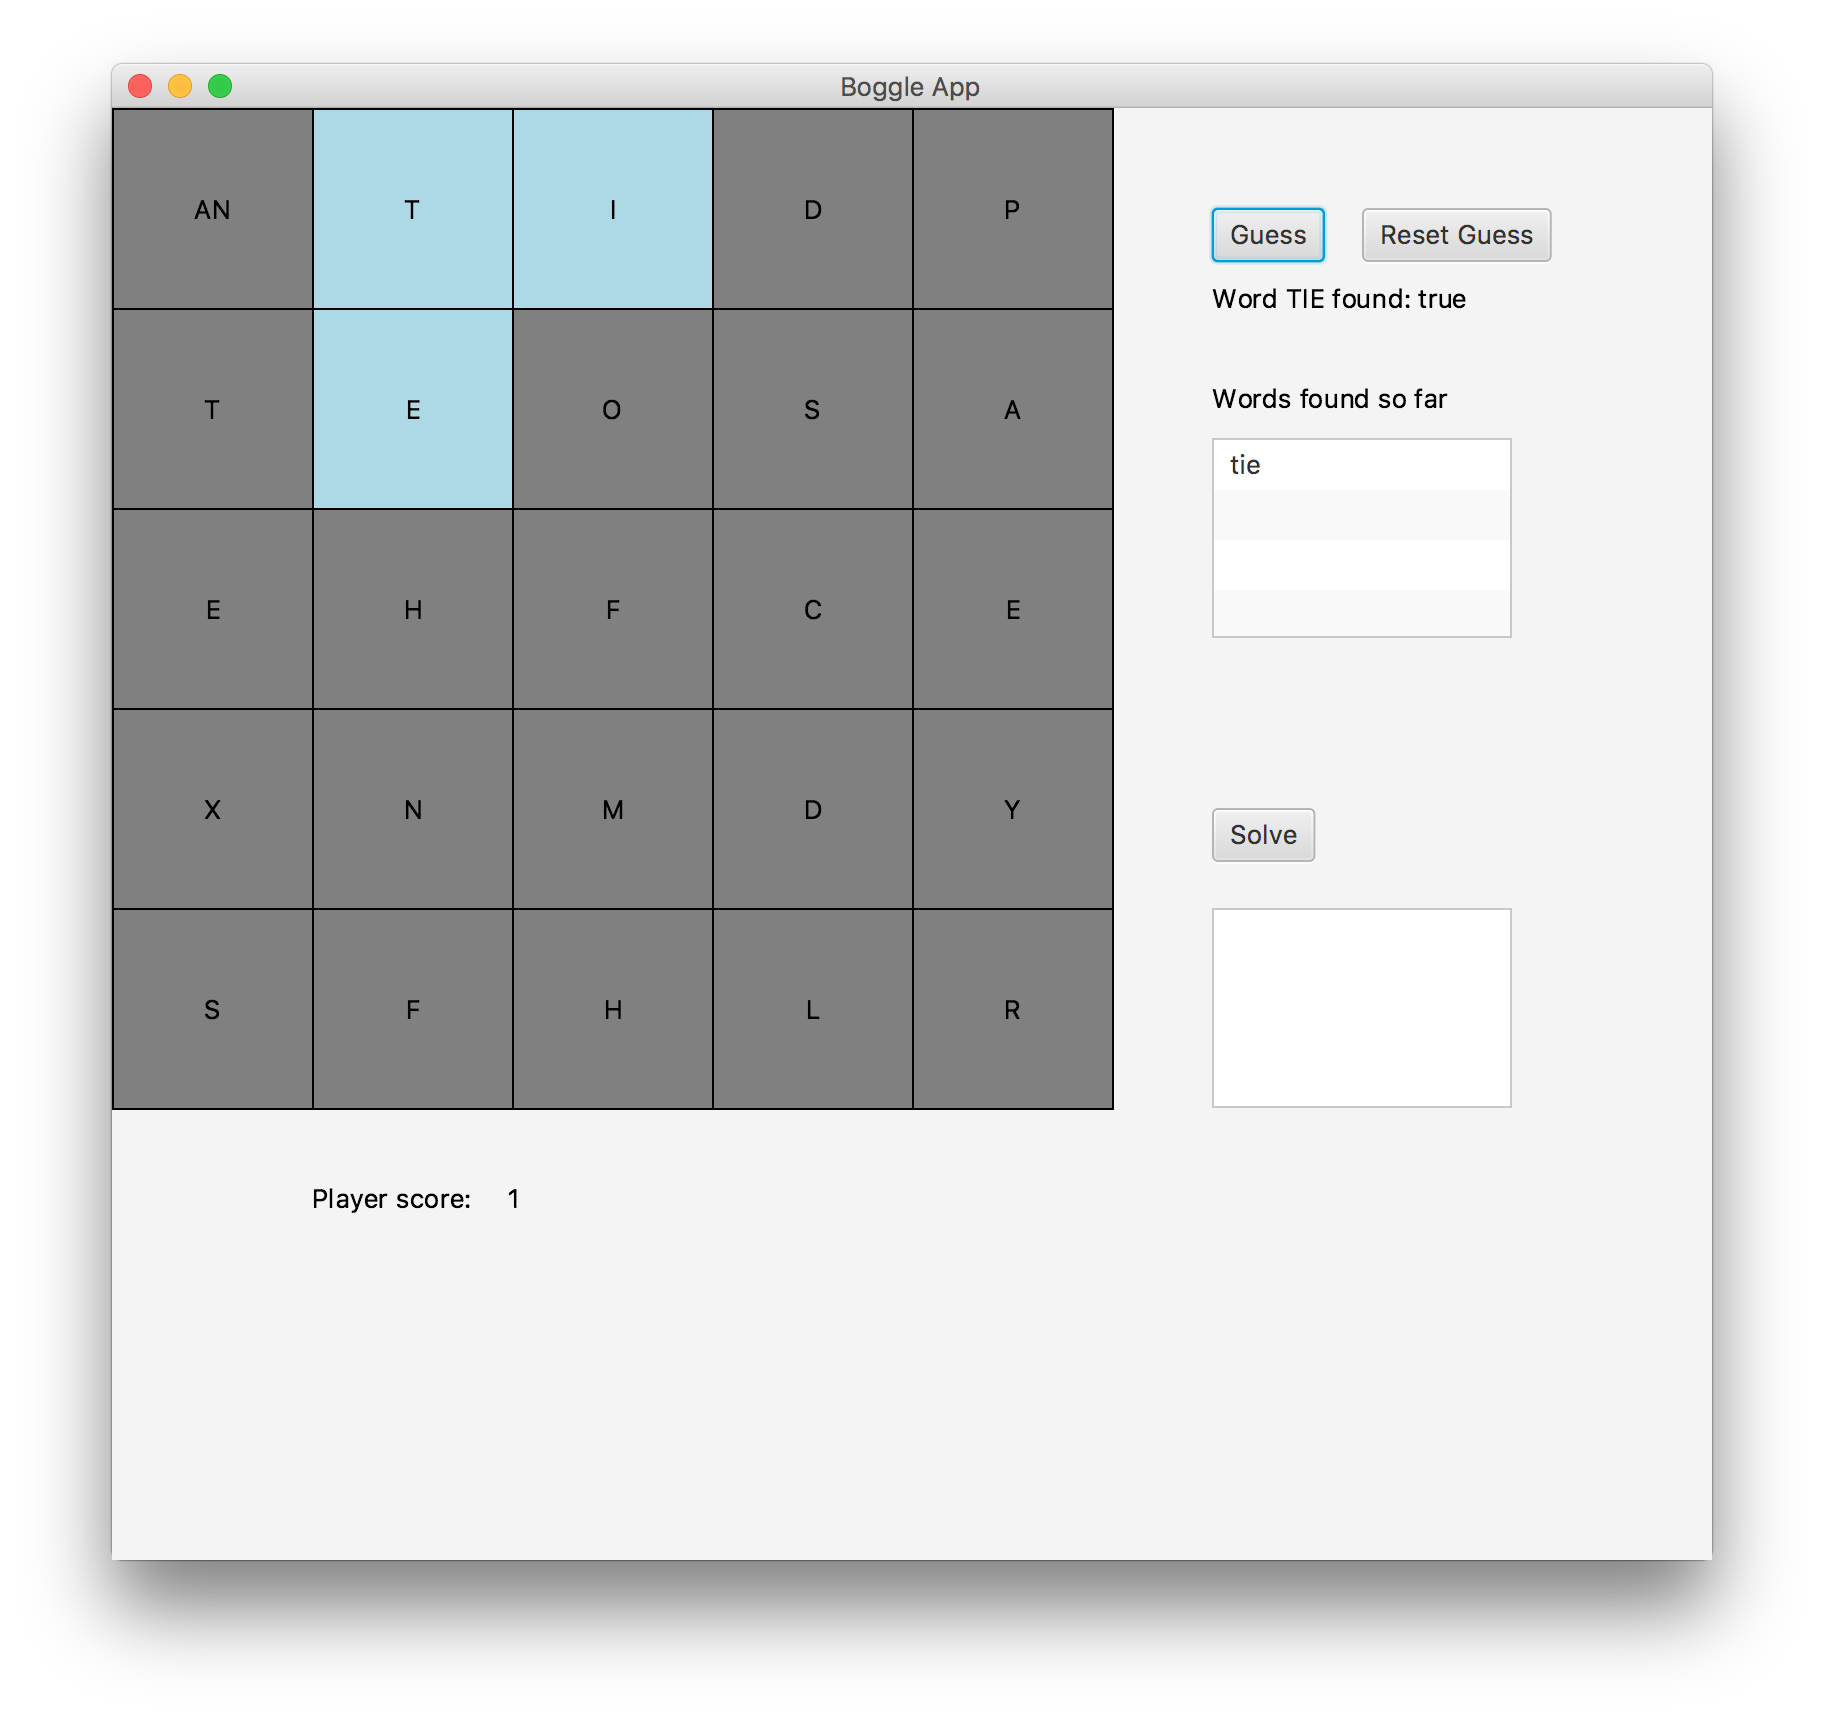 Boggle App
AN T I D P
T E O S A
E H F C E
X N M D Y
S F H L R
Guess Reset Guess
Word TIE found: true
Words found so far
tie
Solve
Player score: 1